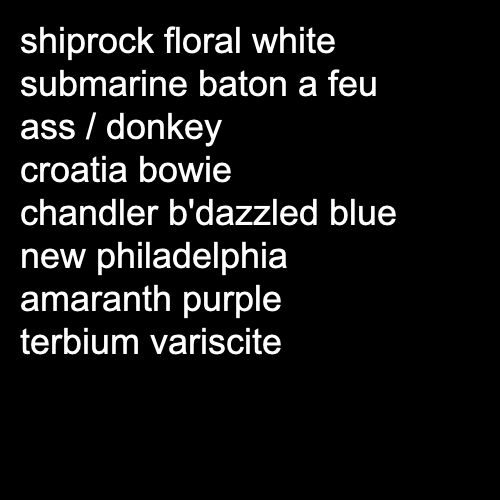 shiprock floral white
submarine baton a feu
ass / donkey
croatia bowie
chandler b'dazzled blue
new philadelphia
amaranth purple
terbium variscite